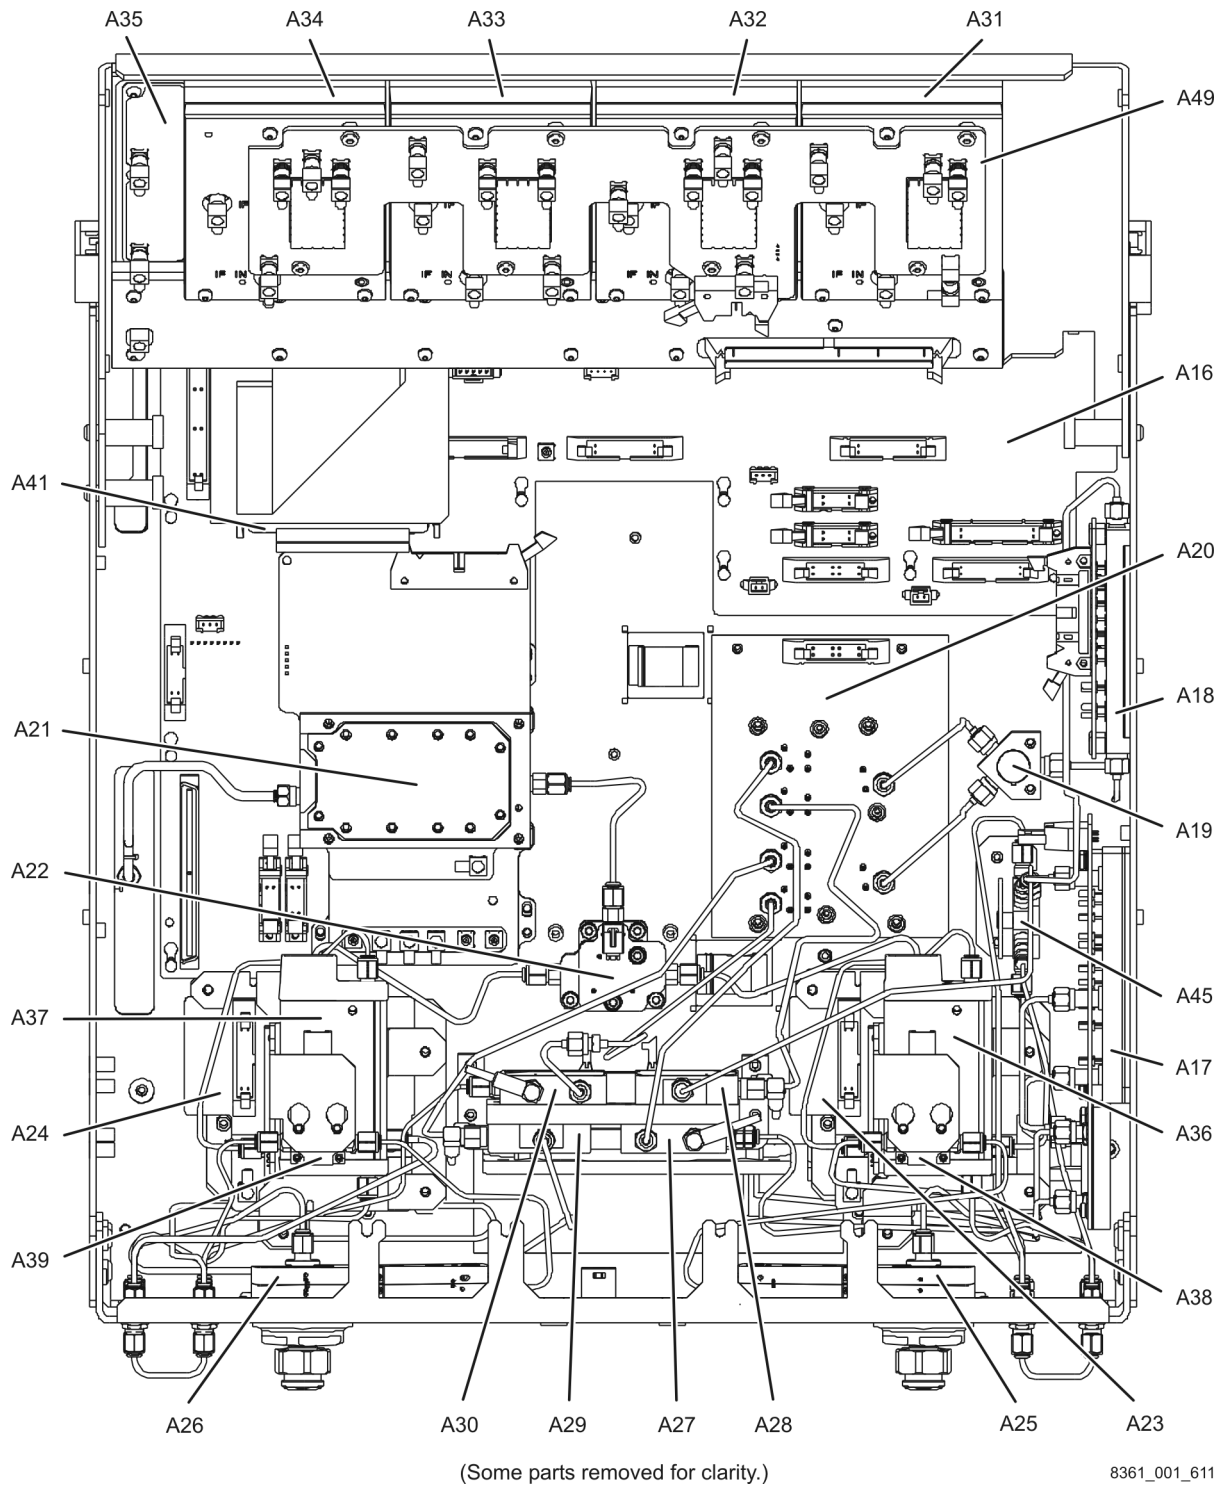 A35 A34 A33 A32 A31
A49
IF
IF
IF IN
IF IN
IF IN
IF IN
A16
A41
A20
A18
A21
A19
A22
A45
A37
A17
A24
A36
A39
A38
A26 A30 A29 A27 A28 A25 A23
(Some parts removed for clarity.)
8361_001_611